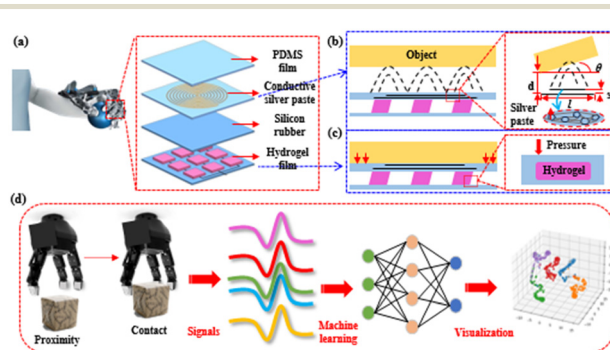 (a)
PDMS
film
Conductive
silver paste
Silicon
rubber
Hydrogel
film
(b)
Object
θ
d
l
s
Silver
paste
(c)
Pressure
Hydrogel
(d)
Proximity
Contact
Signals
Machine
learning
Visualization